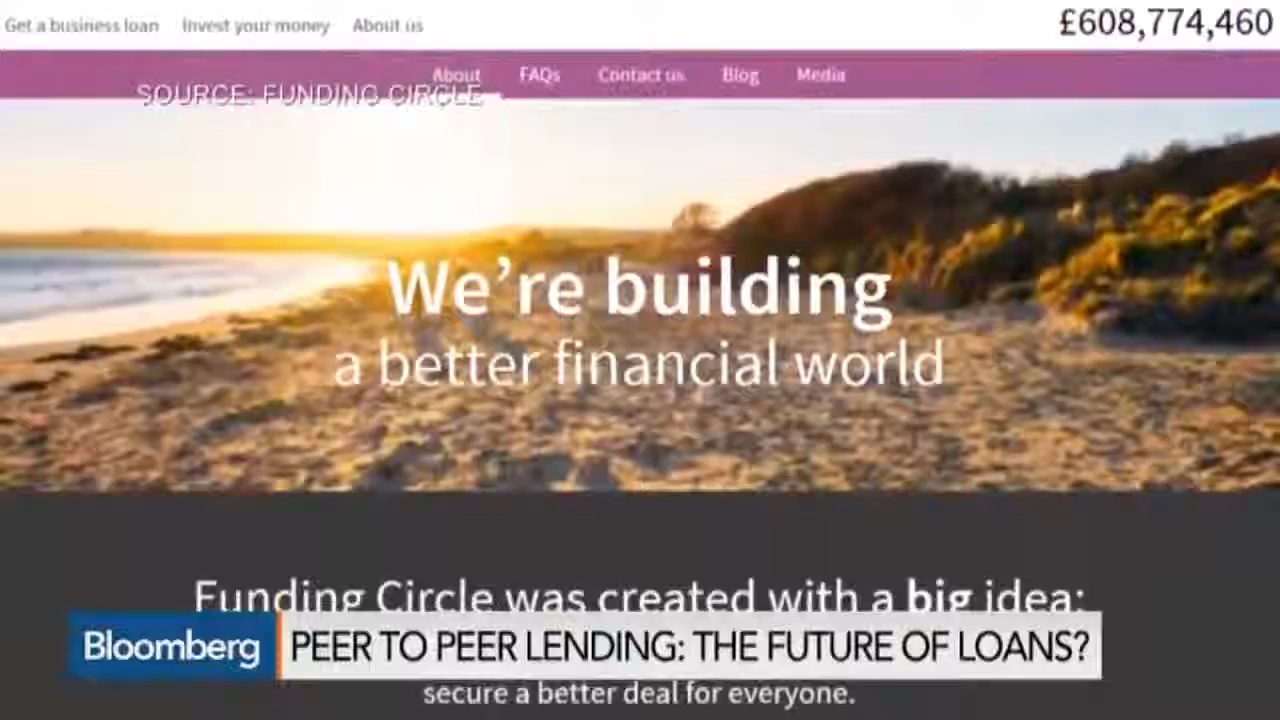 Get a business loan Invest your money About us £608,774,460
About FAQs Contact us Blog Media
SOURCE: FUNDING CIRCLE
We're building
a better financial world
Funding Circle was created with a big idea:
Bloomberg PEER TO PEER LENDING: THE FUTURE OF LOANS?
secure a better deal for everyone.